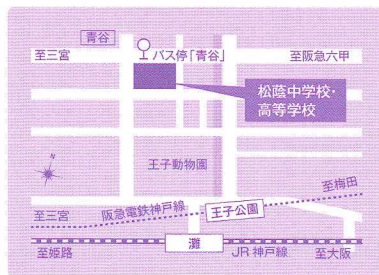 青谷
至三宮
バス停「青谷」
至阪急六甲
松蔭中学校・
高等学校
王子動物園
N
至梅田
阪急電鉄神戸線
王子公園
至三宮
灘
JR 神戸線
至姫路
至大阪